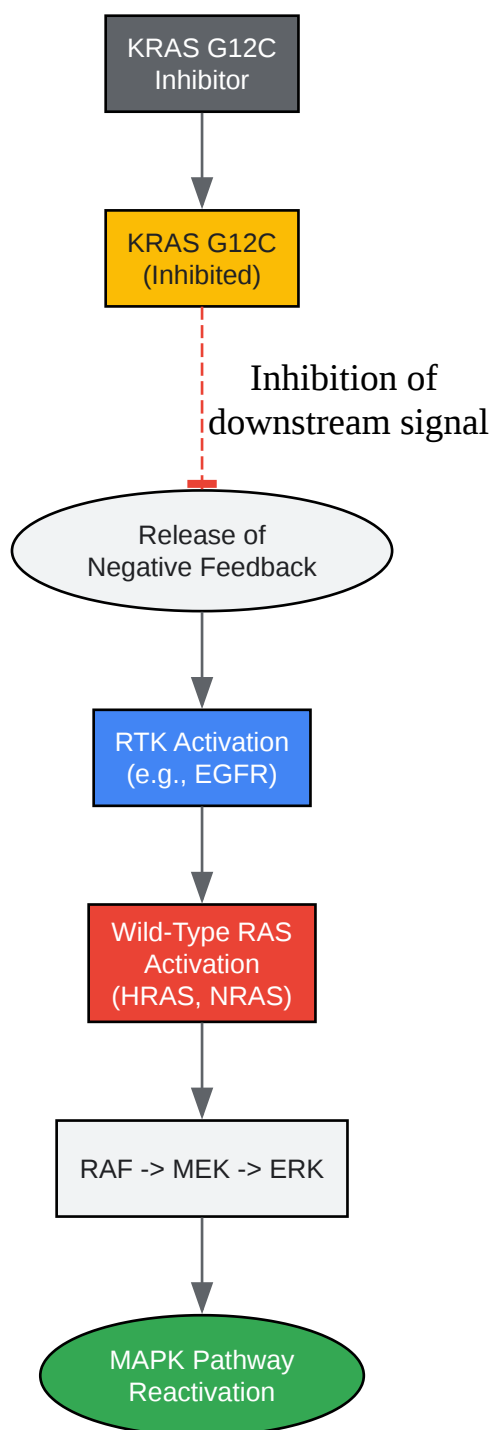 KRAS G12C
Inhibitor
KRAS G12C
(Inhibited)
Inhibition of
downstream signal
Release of
Negative Feedback
RTK Activation
(e.g., EGFR)
Wild-Type RAS
Activation
(HRAS, NRAS)
RAF -> MEK -> ERK
MAPK Pathway
Reactivation